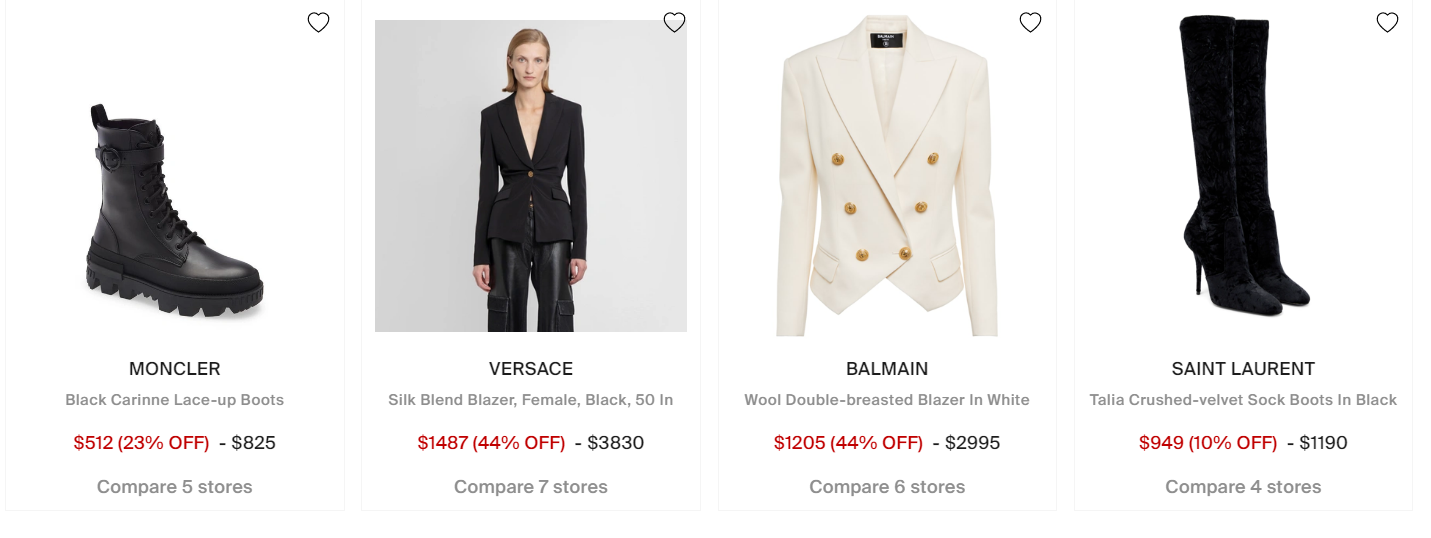 BALMAIN
MONCLER
Black Carinne Lace-up Boots
$512 (23% OFF) - $825
Compare 5 stores
VERSACE
Silk Blend Blazer, Female, Black, 50 In
$1487 (44% OFF) - $3830
Compare 7 stores
BALMAIN
Wool Double-breasted Blazer In White
$1205 (44% OFF) - $2995
Compare 6 stores
SAINT LAURENT
Talia Crushed-velvet Sock Boots In Black
$949 (10% OFF) - $1190
Compare 4 stores